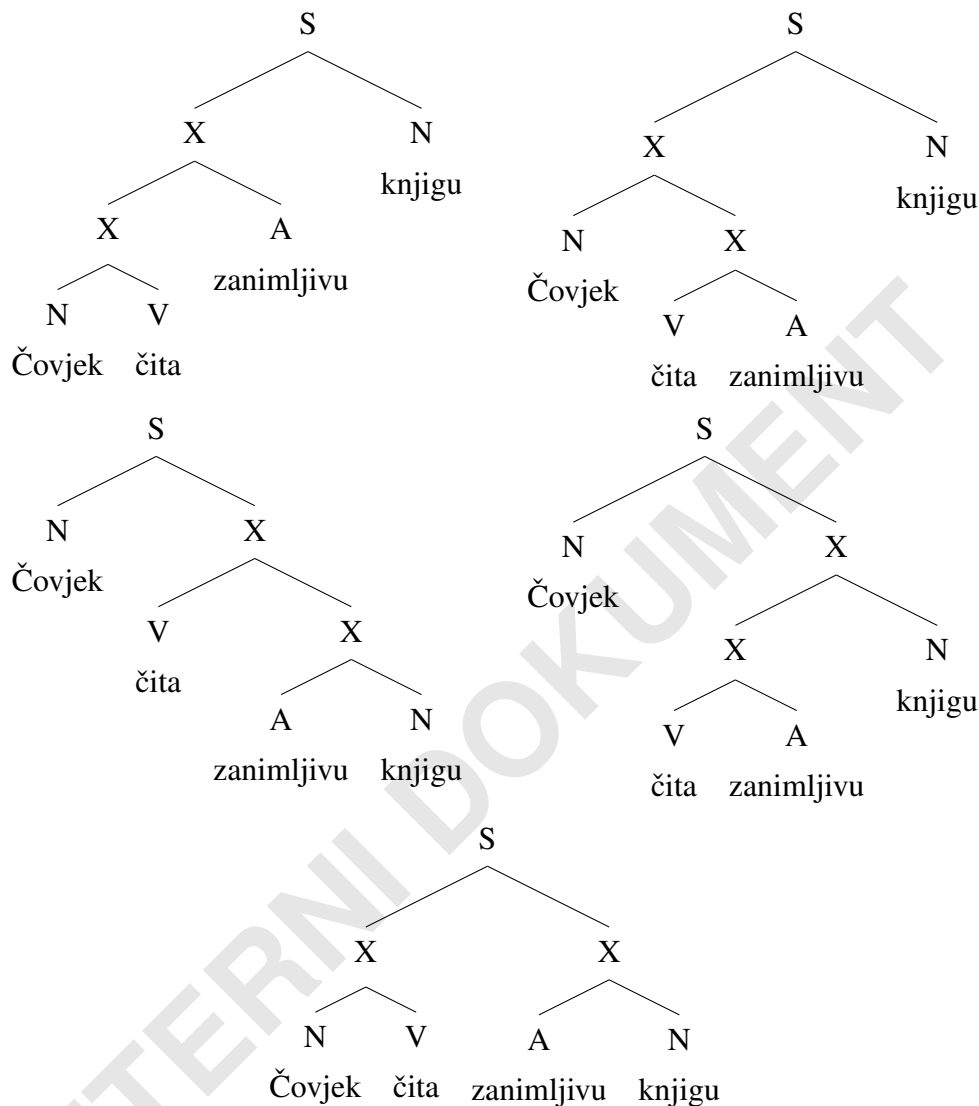 S
X N
knjigu
X A
zanimljivu
N V
Čovjek čita
S
X N
knjigu
N X
Čovjek
V A
čita zanimljivu
S
N X
Čovjek
V X
čita
A N
zanimljivu knjigu
S
N X
Čovjek
X N
knjigu
V A
čita zanimljivu
S
X X
N V A N
Čovjek čita zanimljivu knjigu
TERNI DOKUMENT